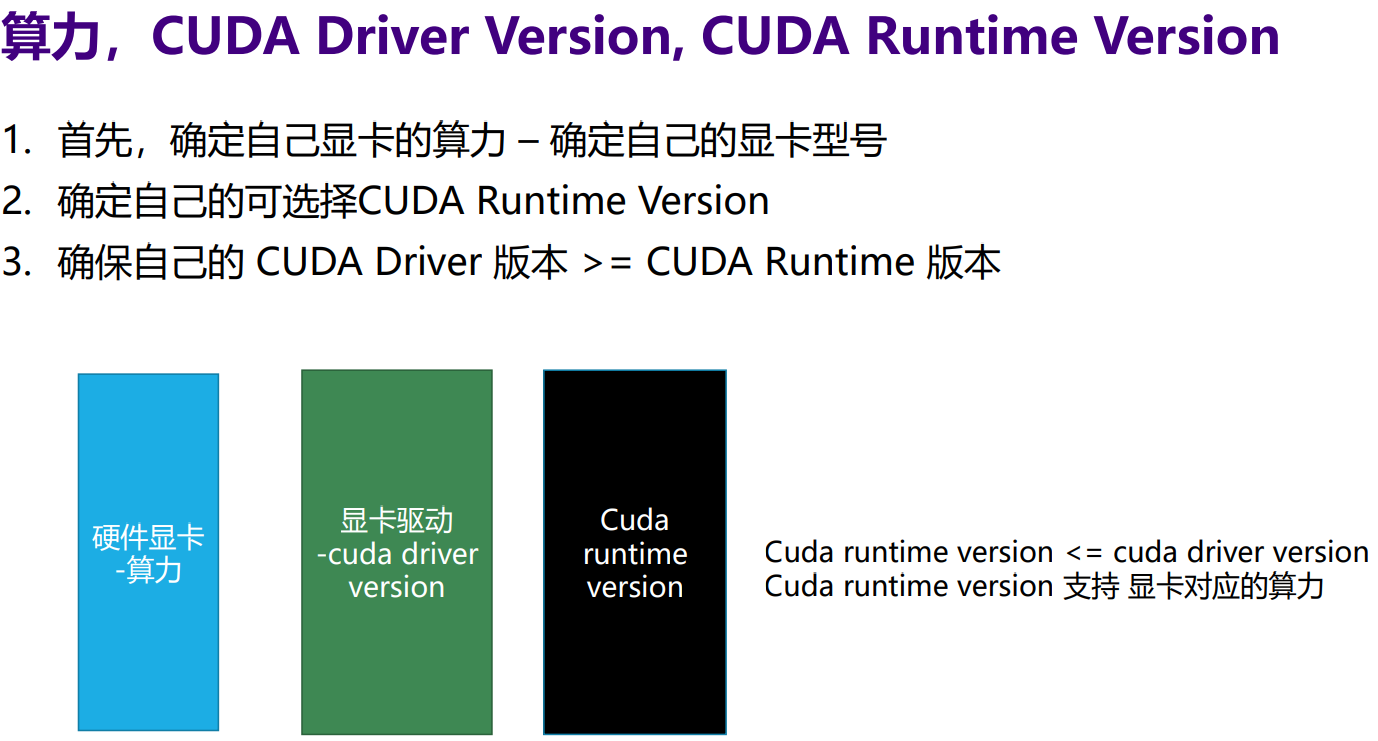 算力，CUDA Driver Version, CUDA Runtime Version
1. 首先，确定自己显卡的算力 – 确定自己的显卡型号
2. 确定自己的可选择CUDA Runtime Version
3. 确保自己的 CUDA Driver 版本 >= CUDA Runtime 版本
硬件显卡
-算力
显卡驱动
-cuda driver
version
Cuda
runtime
version
Cuda runtime version <= cuda driver version
Cuda runtime version 支持 显卡对应的算力